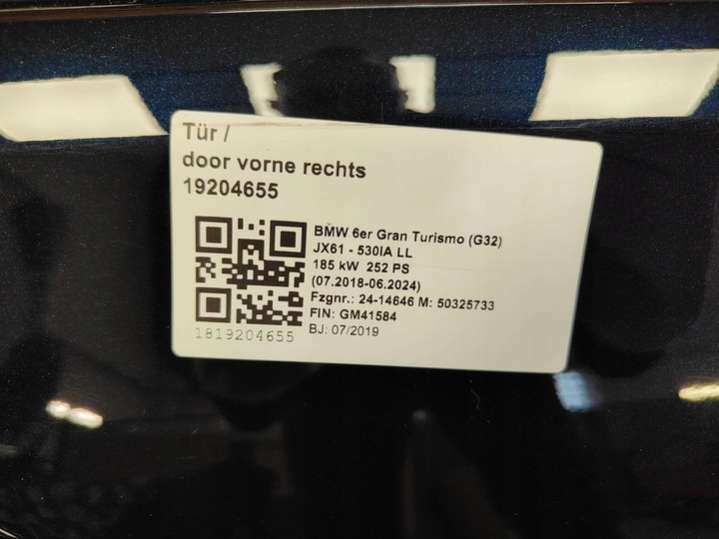 Tür /
door vorne rechts
19204655
BMW 6er Gran Turismo (G32)
JX61 - 530IA LL
185 kW 252 PS
(07.2018-06.2024)
Fzgnr.: 24-14646 M: 50325733
FIN: GM41584
BJ: 07/2019
1819204655